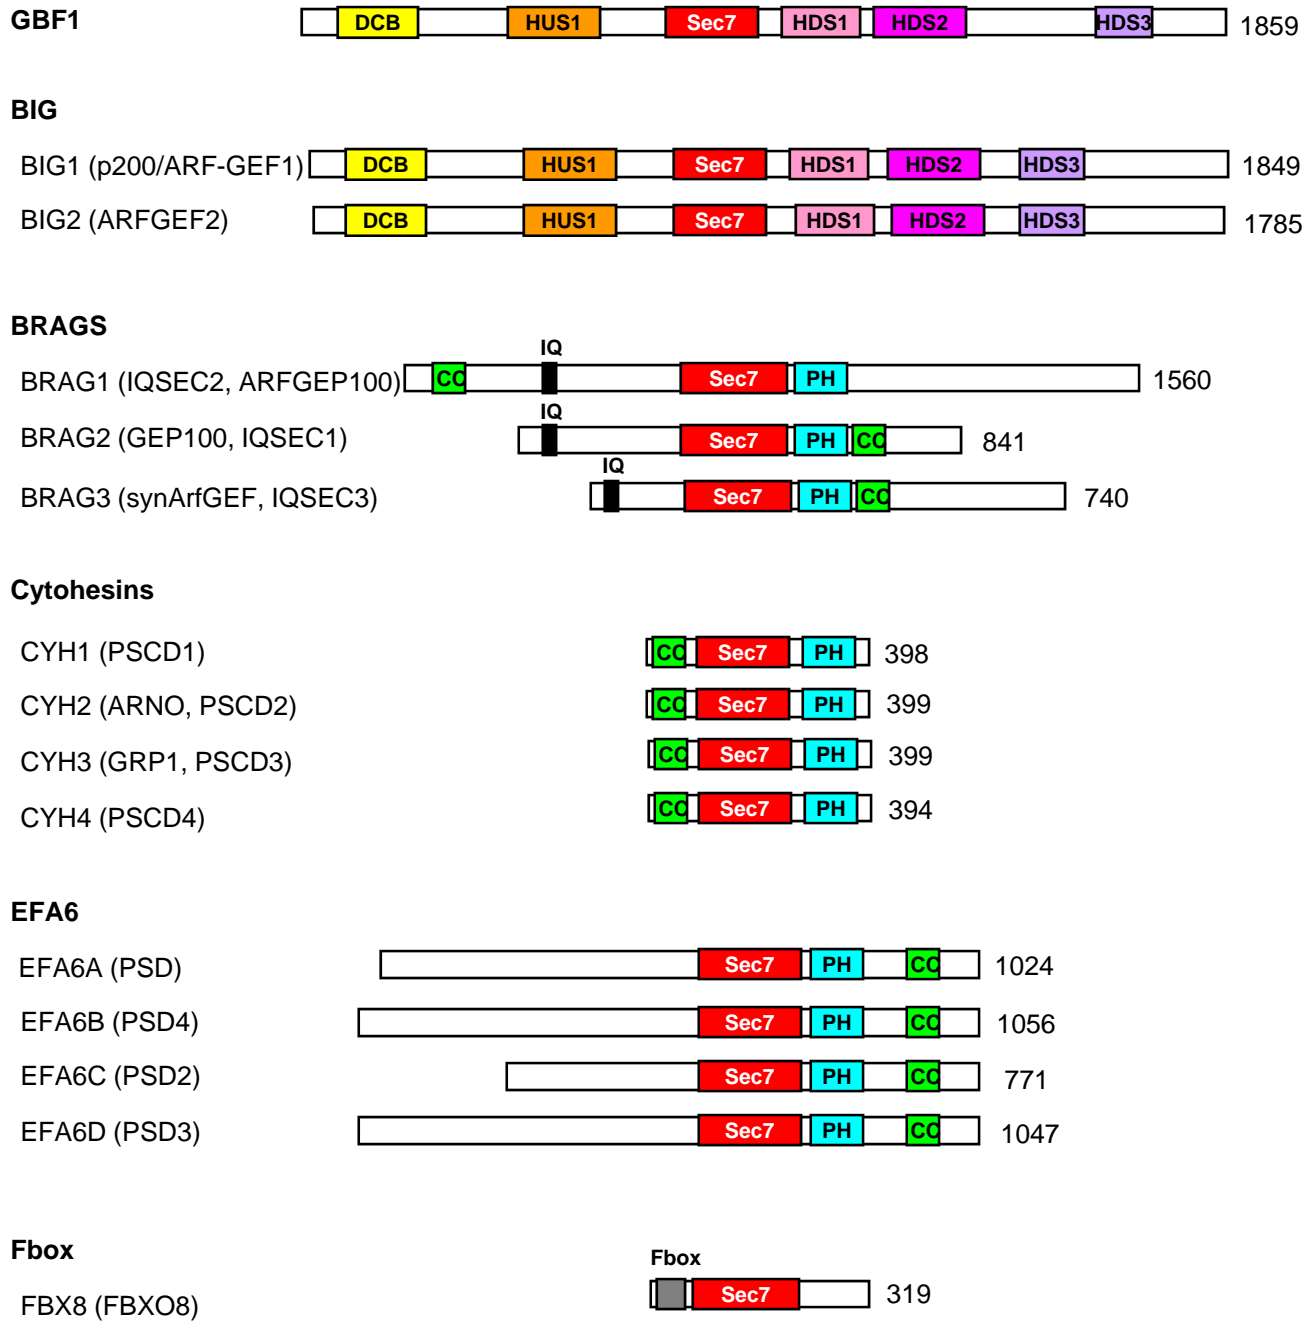 GBF1 DCB HUS1 Sec7 HDS1 HDS2 HDS3 1859
BIG
BIG1 (p200/ARF-GEF1) DCB HUS1 Sec7 HDS1 HDS2 HDS3 1849
BIG2 (ARFGEF2) DCB HUS1 Sec7 HDS1 HDS2 HDS3 1785
BRAGS
IQ
BRAG1 (IQSEC2, ARFGEP100) CC Sec7 PH 1560
IQ
BRAG2 (GEP100, IQSEC1) Sec7 PH CC 841
IQ
BRAG3 (synArfGEF, IQSEC3) Sec7 PH CC 740
Cytohesins
CYH1 (PSCD1) CC Sec7 PH 398
CYH2 (ARNO, PSCD2) CC Sec7 PH 399
CYH3 (GRP1, PSCD3) CC Sec7 PH 399
CYH4 (PSCD4) CC Sec7 PH 394
EFA6
EFA6A (PSD) Sec7 PH CC 1024
EFA6B (PSD4) Sec7 PH CC 1056
EFA6C (PSD2) Sec7 PH CC 771
EFA6D (PSD3) Sec7 PH CC 1047
Fbox
Fbox
FBX8 (FBXO8) Sec7 319